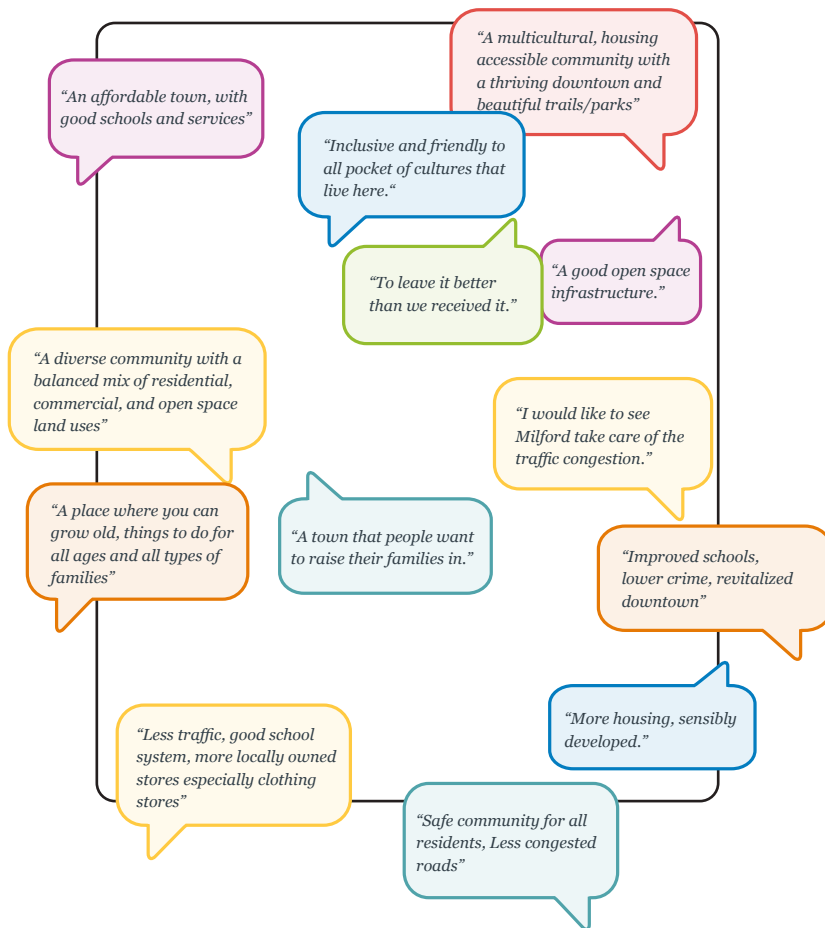 “A multicultural, housing
accessible community with
a thriving downtown and
beautiful trails/parks”
“An affordable town, with
good schools and services”
“Inclusive and friendly to
all pocket of cultures that
live here.“
“To leave it better
than we received it.”
“A good open space
infrastructure.”
“A diverse community with a
balanced mix of residential,
commercial, and open space
land uses”
“I would like to see
Milford take care of the
traffic congestion.”
“A place where you can
grow old, things to do for
all ages and all types of
families”
“A town that people want
to raise their families in.”
“Improved schools,
lower crime, revitalized
downtown”
“More housing, sensibly
developed.”
“Less traffic, good school
system, more locally owned
stores especially clothing
stores”
“Safe community for all
residents, Less congested
roads”